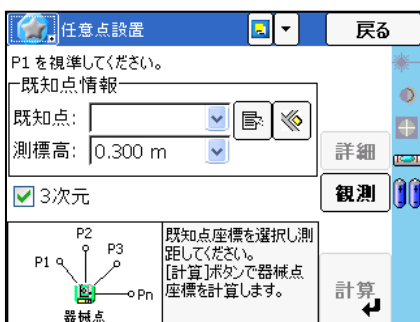 任意点設置
戻る
P1 を視準してください。
既知点情報
既知点:
測標高: 0.300 m
詳細
☑ 3次元
観測
P2
P1
P3
Pn
器械点
既知点座標を選択し測
距してください。
[計算]ボタンで器械点
座標を計算します。
計算